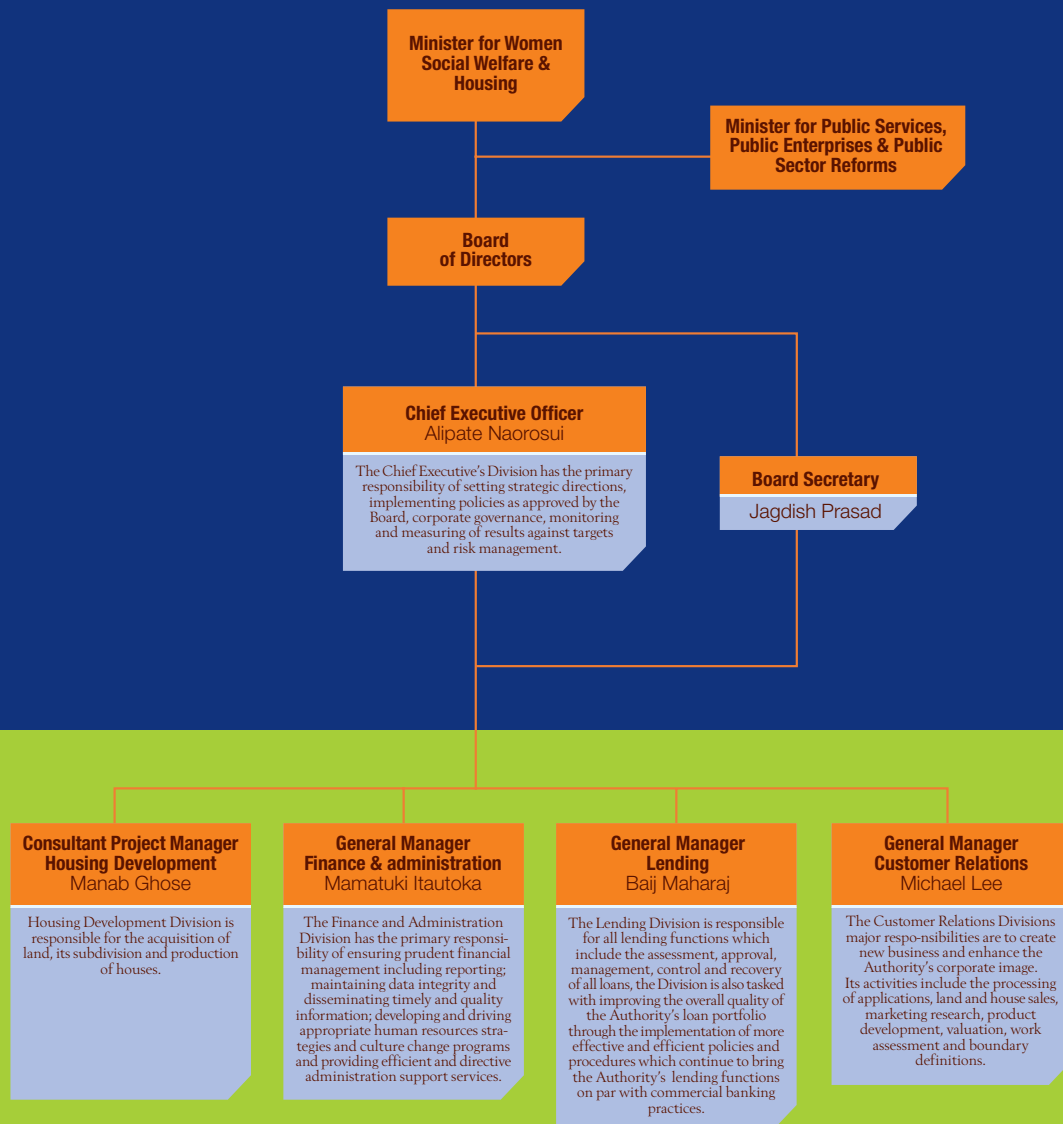 Minister for Women
Social Welfare &
Housing
Minister for Public Services,
Public Enterprises & Public
Sector Reforms
Board
of Directors
Chief Executive Officer
Alipate Naorosui
The Chief Executive's Division has the primary
responsibility of setting strategic directions,
implementing policies as approved by the
Board, corporate governance, monitoring
and measuring of results against targets
and risk management.
Board Secretary
Jagdish Prasad
Consultant Project Manager
Housing Development
Manab Ghose
Housing Development Division is
responsible for the acquisition of
land, its subdivision and production
of houses.
General Manager
Finance & administration
Mamatuki Itautoka
The Finance and Administration
Division has the primary responsi-
bility of ensuring prudent financial
management including reporting;
maintaining data integrity and
disseminating timely and quality
information; developing and driving
appropriate human resources stra-
tegies and culture change programs
and providing efficient and directive
administration support services.
General Manager
Lending
Baij Maharaj
The Lending Division is responsible
for all lending functions which
include the assessment, approval,
management, control and recovery
of all loans, the Division is also tasked
with improving the overall quality of
the Authority's loan portfolio
through the implementation of more
effective and efficient policies and
procedures which continue to bring
the Authority's lending functions
on par with commercial banking
practices.
General Manager
Customer Relations
Michael Lee
The Customer Relations Divisions
major respo-nsibilities are to create
new business and enhance the
Authority's corporate image.
Its activities include the processing
of applications, land and house sales,
marketing research, product
development, valuation, work
assessment and boundary
definitions.